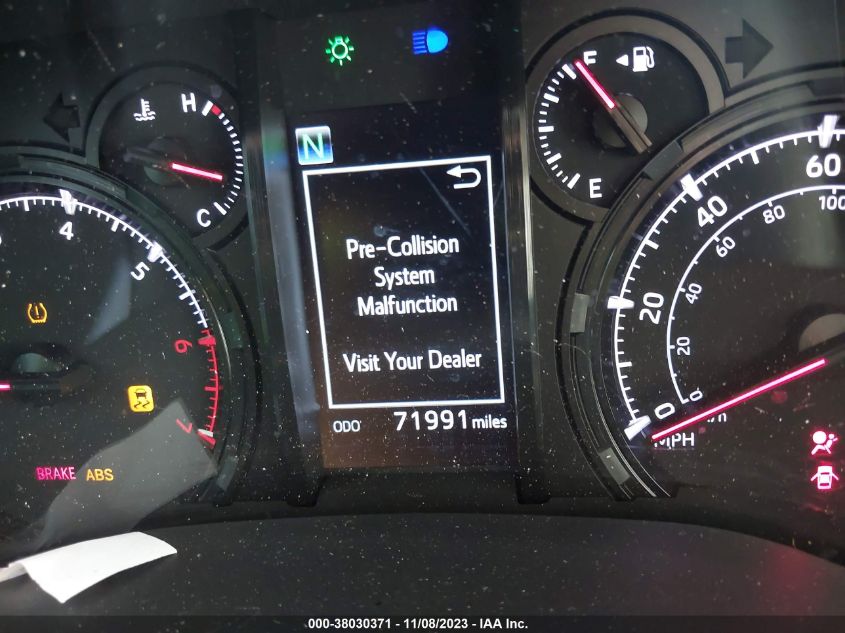 F
H
N
E
C
4
5
6
7
Pre-Collision
System
Malfunction
Visit Your Dealer
ODO 71991 miles
BRAKE ABS
60
40
20
0
100
80
60
40
20
0
MPH
000-38030371 - 11/08/2023 - IAA Inc.